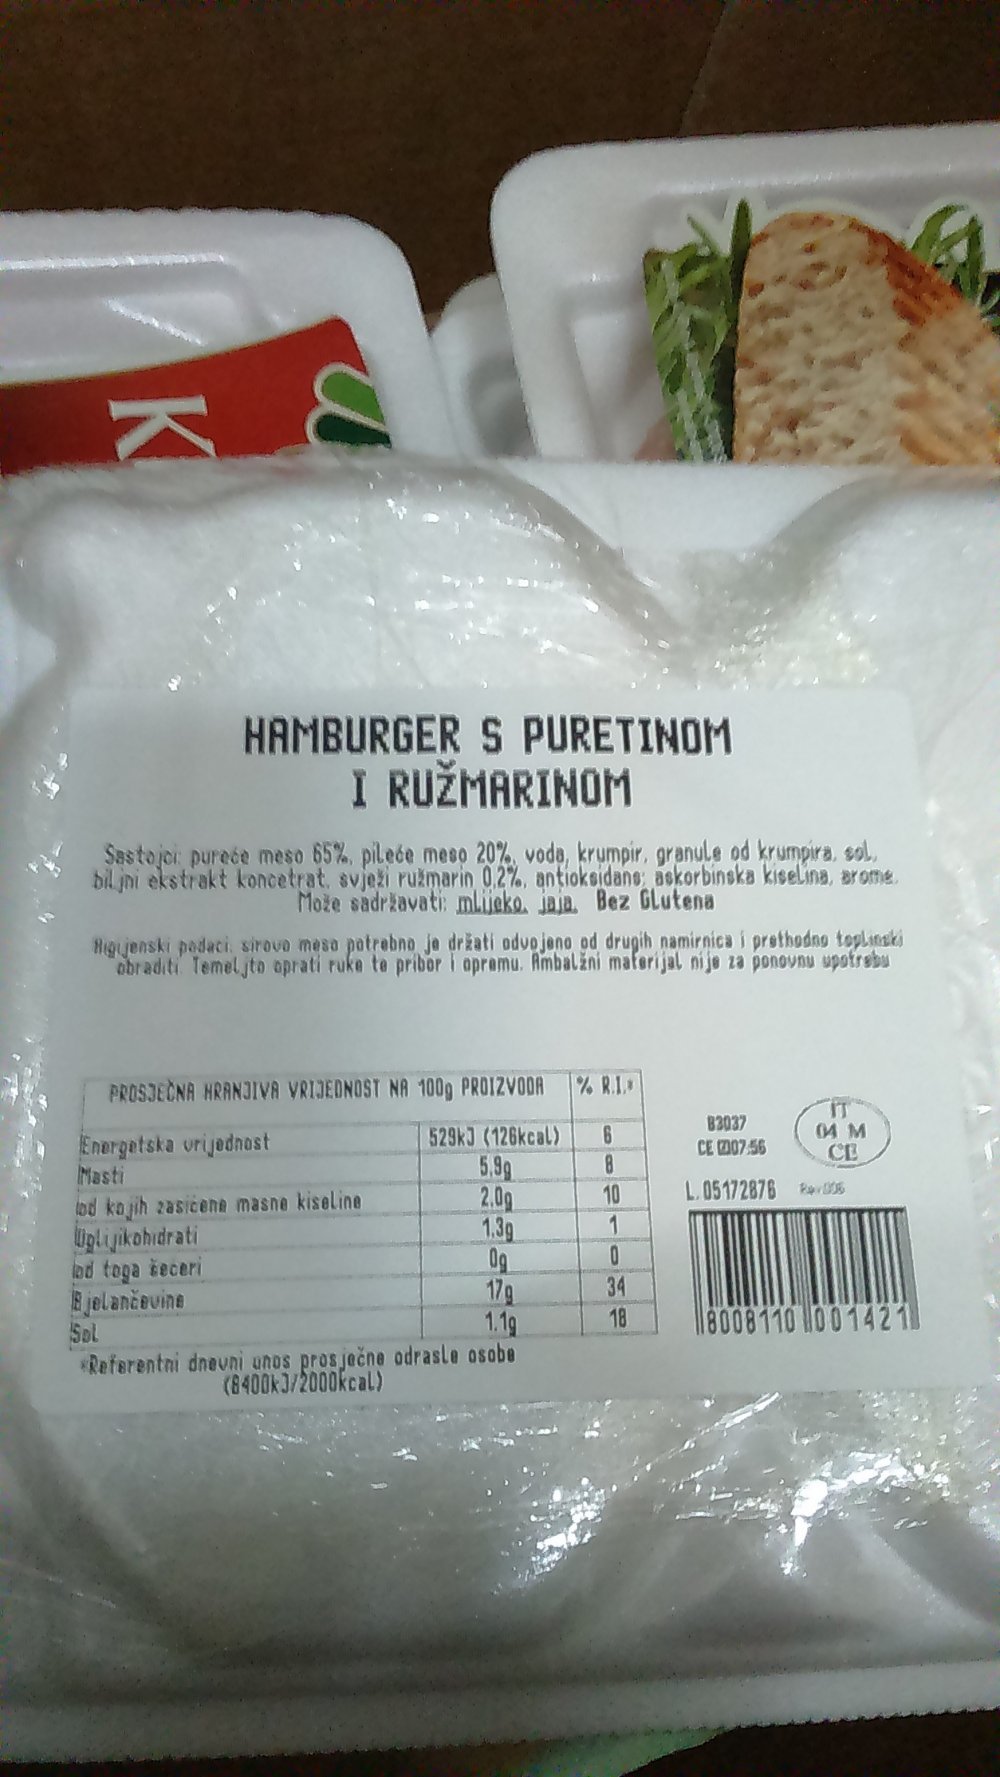 K
HAMBURGER S PURETINOM
I RUŽMARINOM
Sastojci: pureće meso 65%, pileće meso 20%, voda, krumpir, granule od krumpira, sol,
biljni ekstrakt koncetrat, svježi ružmarin 0,2%, antioksidans: askorbinska kiselina, arome.
Može sadržavati: mlijeko, jaja. Bez Glutena
Higijenski podaci: sirovo meso potrebno je držati odvojeno od drugih namirnica i prethodno toplinski
obraditi. Temeljto oprati ruke te pribor i opremu. Ambalžni materijal nije za ponovnu upotrebu
PROSJEČNA HRANJIVA VRIJEDNOST NA 100g PROIZVODA % R.I.*
Energetska vrijednost 529kJ (126kcal) 6
Masti 5,9g 8
od kojih zasićene masne kiseline 2.0g 10
Ugljikohidrati 1.3g 1
od toga šećeri 0g 0
Bjelančevine 17g 34
Sol 1.1g 18
*Referentni dnevni unos prosječne odrasle osobe
(8400kJ/2000kcal)
B3037
CE 07:56
IT
04 M
CE
L.05172876 Rev.006
8008110 001421